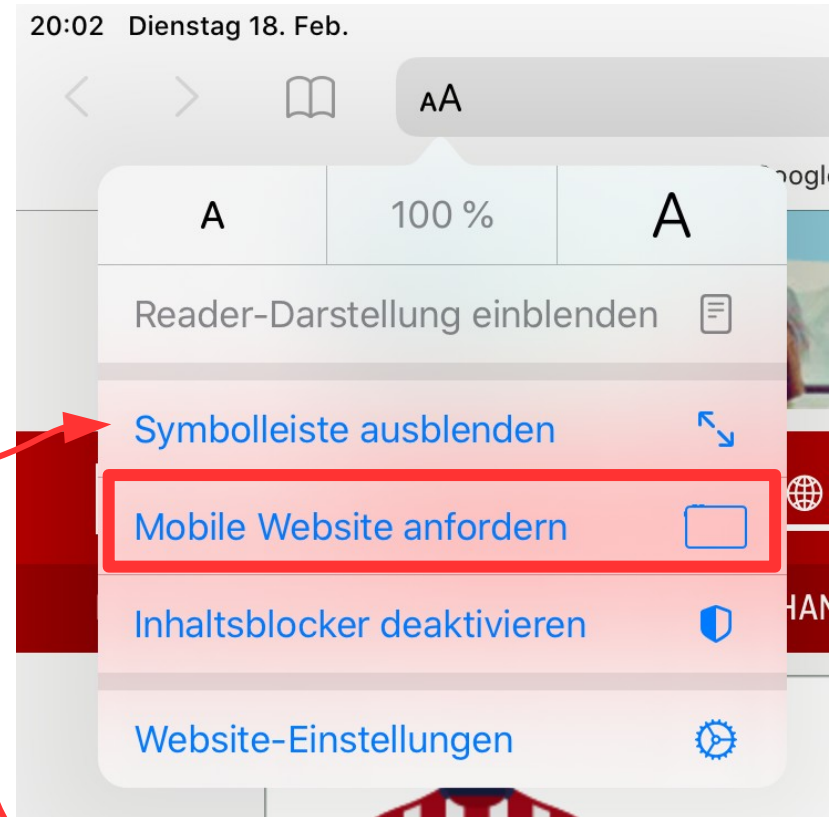 20:02 Dienstag 18. Feb.
AA
A 100 % A
Reader-Darstellung einblenden
Symbolleiste ausblenden
Mobile Website anfordern
Inhaltsblocker deaktivieren
Website-Einstellungen